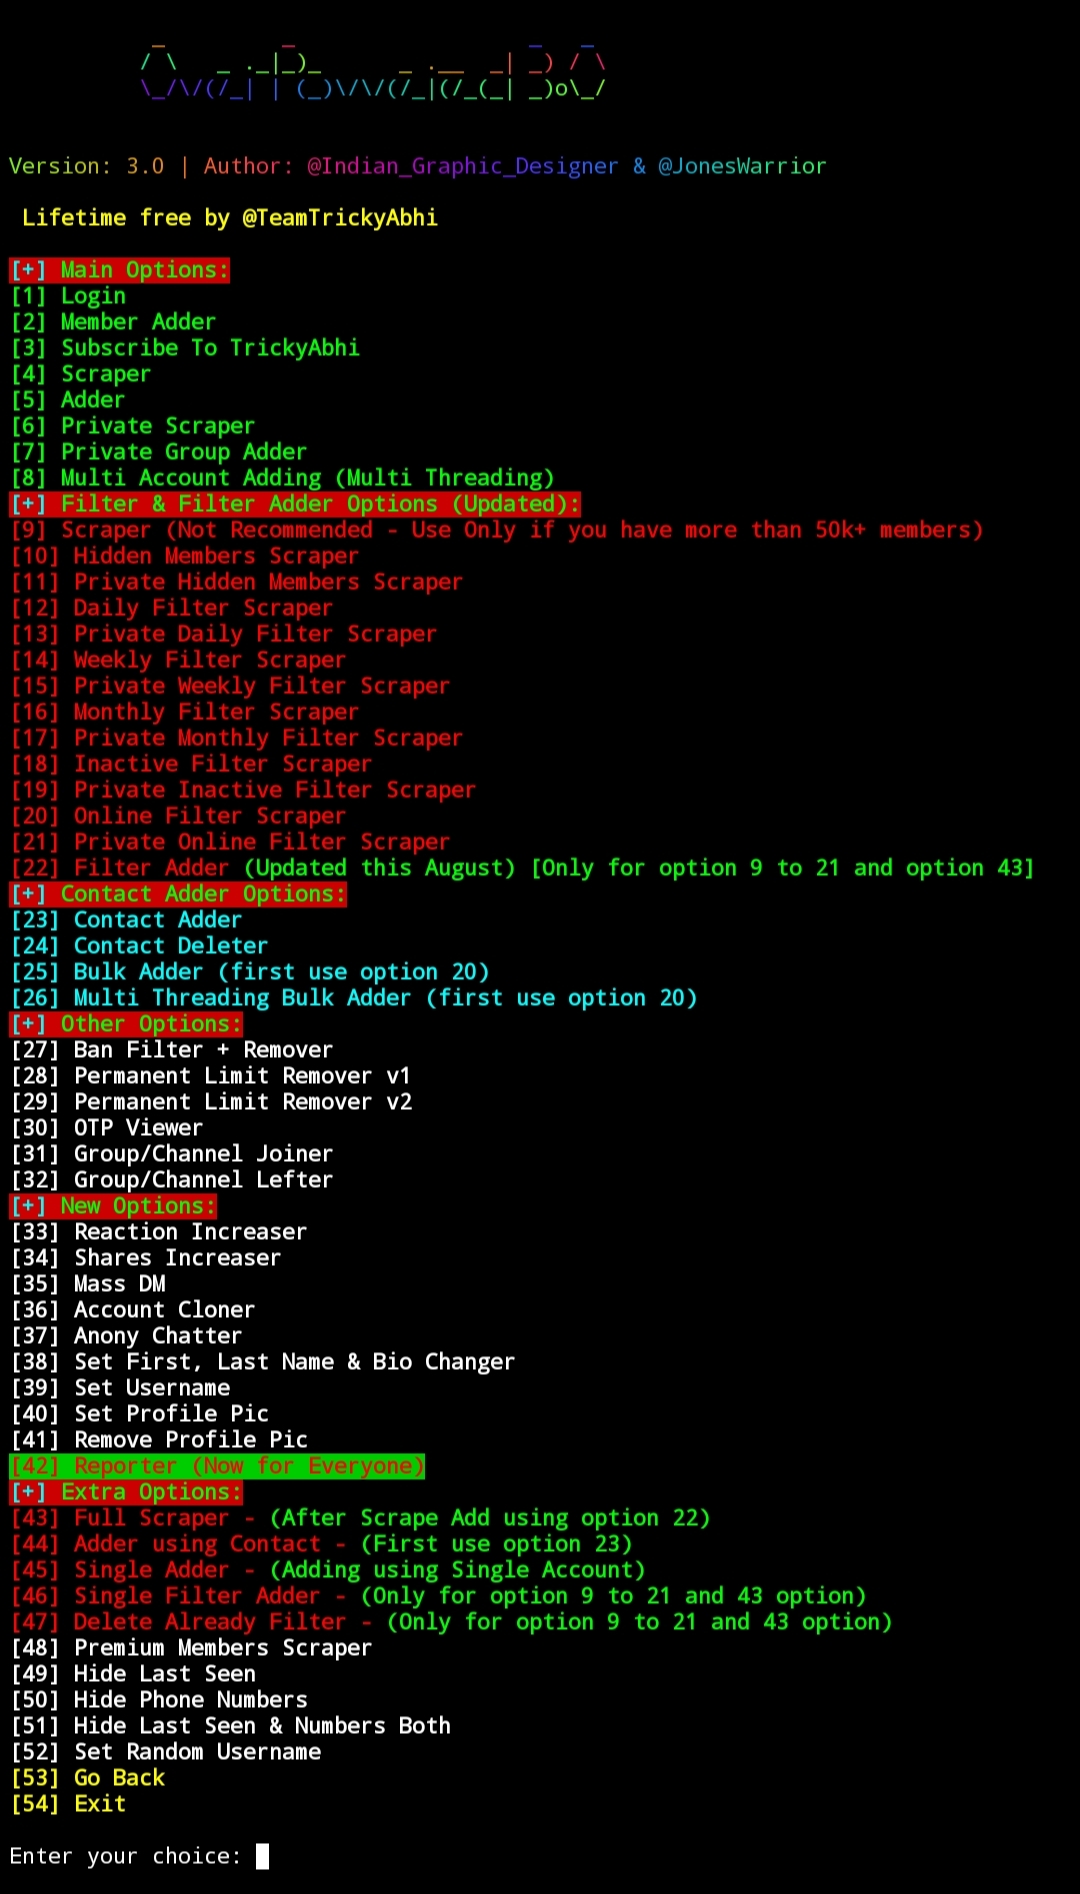 Version: 3.0 | Author: @Indian_Graphic_Designer & @JonesWarrior
Lifetime free by @TeamTrickyAbhi
[+] Main Options:
[1] Login
[2] Member Adder
[3] Subscribe To TrickyAbhi
[4] Scraper
[5] Adder
[6] Private Scraper
[7] Private Group Adder
[8] Multi Account Adding (Multi Threading)
[+] Filter & Filter Adder Options (Updated):
[9] Scraper (Not Recommended - Use Only if you have more than 50k+ members)
[10] Hidden Members Scraper
[11] Private Hidden Members Scraper
[12] Daily Filter Scraper
[13] Private Daily Filter Scraper
[14] Weekly Filter Scraper
[15] Private Weekly Filter Scraper
[16] Monthly Filter Scraper
[17] Private Monthly Filter Scraper
[18] Inactive Filter Scraper
[19] Private Inactive Filter Scraper
[20] Online Filter Scraper
[21] Private Online Filter Scraper
[22] Filter Adder (Updated this August) [Only for option 9 to 21 and option 43]
[+] Contact Adder Options:
[23] Contact Adder
[24] Contact Deleter
[25] Bulk Adder (first use option 20)
[26] Multi Threading Bulk Adder (first use option 20)
[+] Other Options:
[27] Ban Filter + Remover
[28] Permanent Limit Remover v1
[29] Permanent Limit Remover v2
[30] OTP Viewer
[31] Group/Channel Joiner
[32] Group/Channel Lefter
[+] New Options:
[33] Reaction Increaser
[34] Shares Increaser
[35] Mass DM
[36] Account Cloner
[37] Anony Chatter
[38] Set First, Last Name & Bio Changer
[39] Set Username
[40] Set Profile Pic
[41] Remove Profile Pic
[42] Reporter (Now for Everyone)
[+] Extra Options:
[43] Full Scraper - (After Scrape Add using option 22)
[44] Adder using Contact - (First use option 23)
[45] Single Adder - (Adding using Single Account)
[46] Single Filter Adder - (Only for option 9 to 21 and 43 option)
[47] Delete Already Filter - (Only for option 9 to 21 and 43 option)
[48] Premium Members Scraper
[49] Hide Last Seen
[50] Hide Phone Numbers
[51] Hide Last Seen & Numbers Both
[52] Set Random Username
[53] Go Back
[54] Exit
Enter your choice: